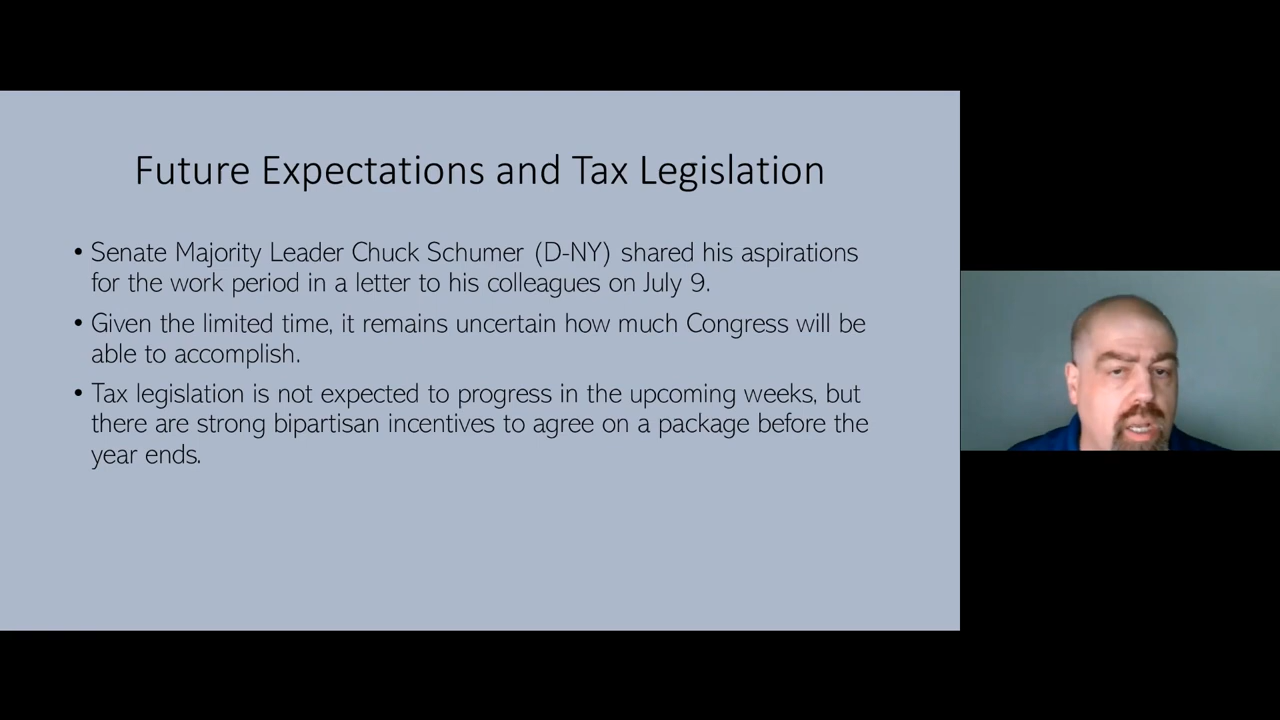 Future Expectations and Tax Legislation
• Senate Majority Leader Chuck Schumer (D-NY) shared his aspirations
for the work period in a letter to his colleagues on July 9.
• Given the limited time, it remains uncertain how much Congress will be
able to accomplish.
• Tax legislation is not expected to progress in the upcoming weeks, but
there are strong bipartisan incentives to agree on a package before the
year ends.